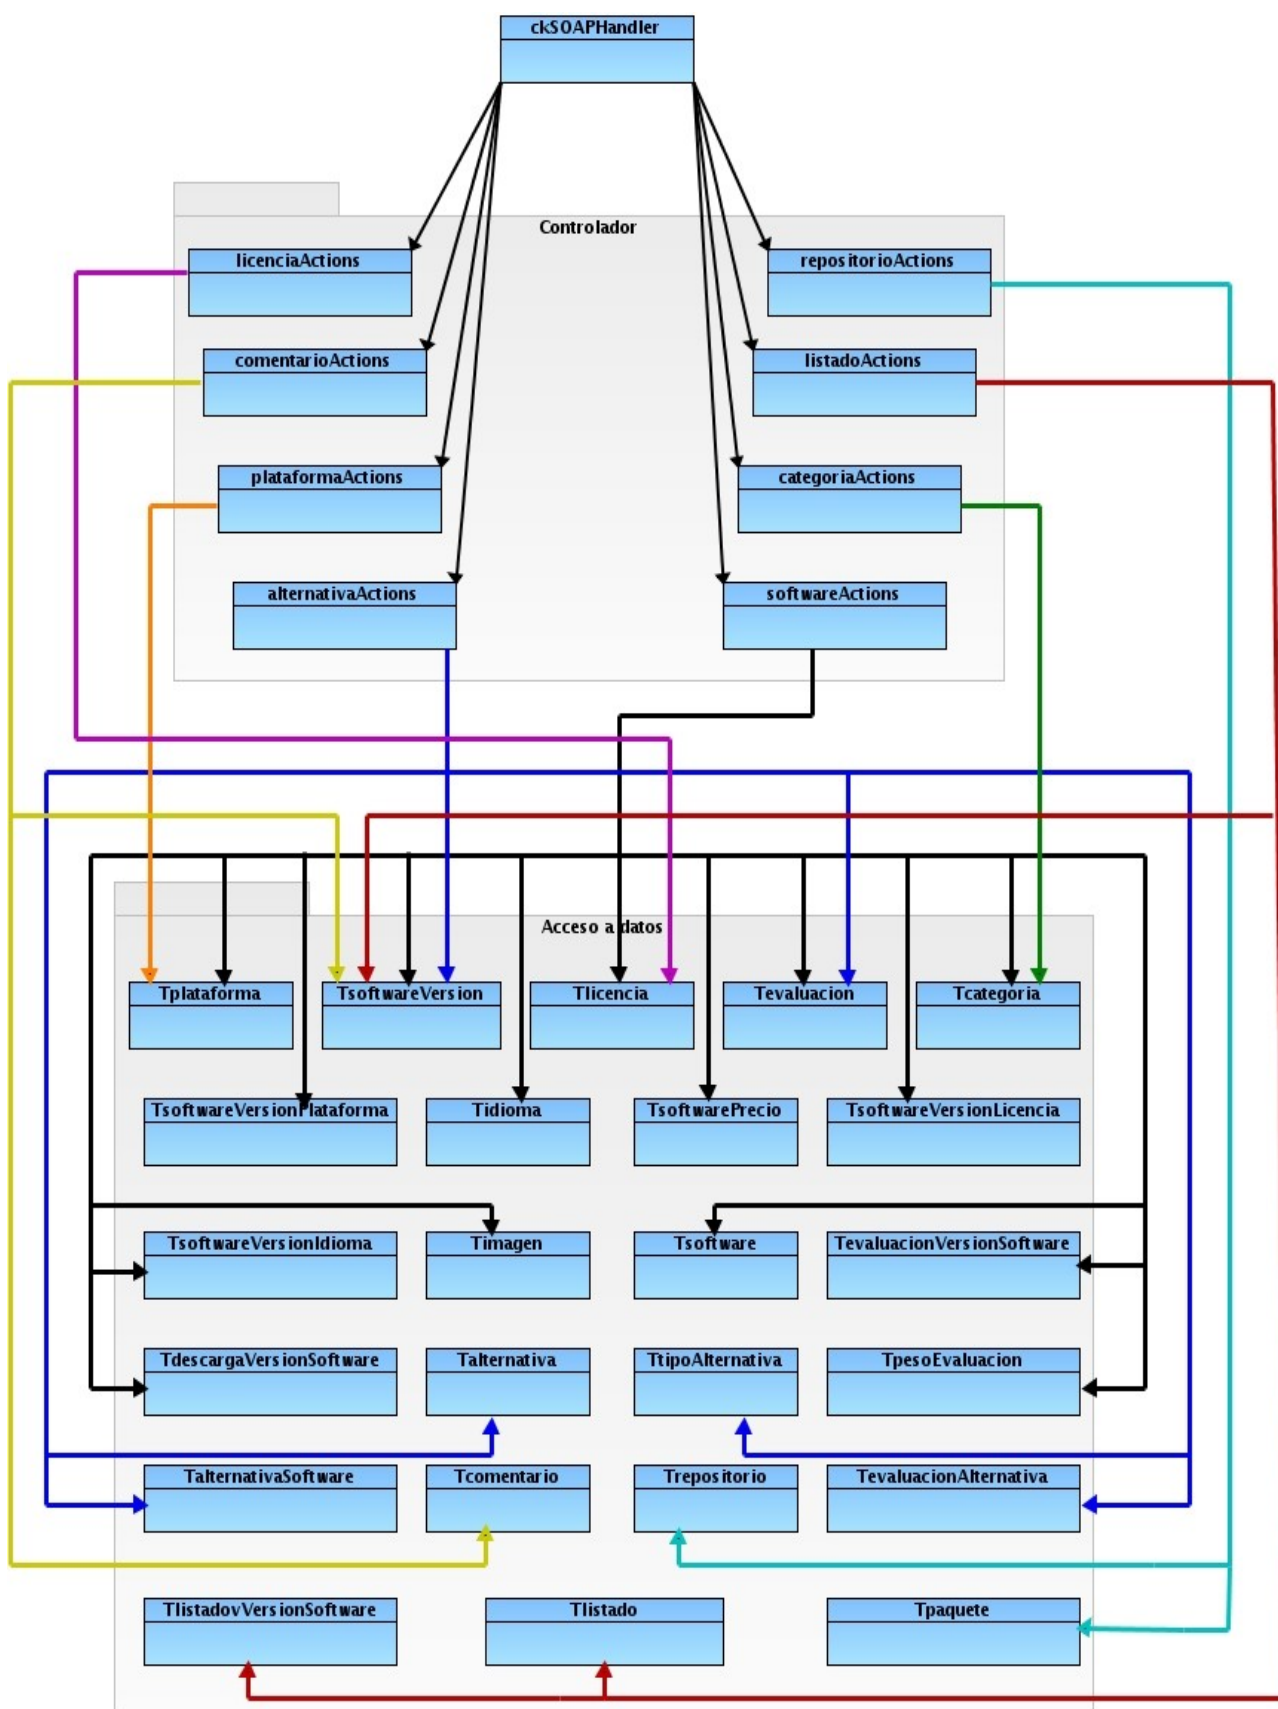 ckSOAPHandler
Controlador
licenciaActions
repositorioActions
comentarioActions
listadoActions
plataformaActions
categoriaActions
alternativaActions
softwareActions
Acceso a datos
Tplataforma
TsoftwareVersion
Tlicencia
Tevaluacion
Tcategoria
TsoftwareVersionPlataforma
Tidioma
TsoftwarePrecio
TsoftwareVersionLicencia
TsoftwareVersionIdioma
Timagen
Tsoftware
TevaluacionVersionSoftware
TdescargaVersionSoftware
Talternativa
TtipoAlternativa
TpesoEvaluacion
TalternativaSoftware
Tcomentario
Trepositorio
TevaluacionAlternativa
TlistadovVersionSoftware
Tlistado
Tpaquete